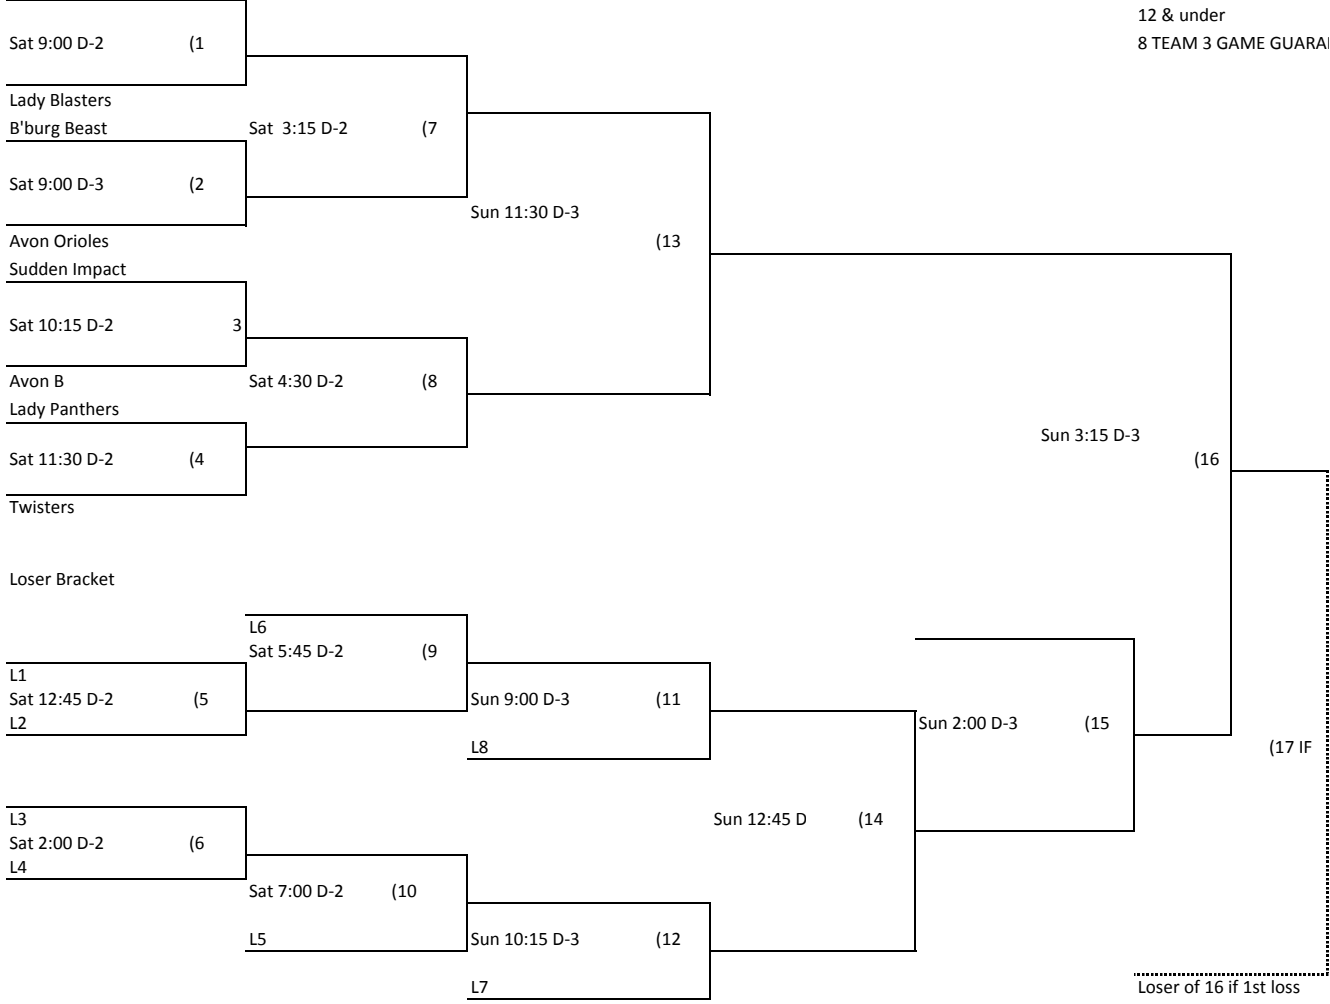 12 & under
8 TEAM 3 GAME GUARA
Sat 9:00 D-2 (1
Lady Blasters
B'burg Beast
Sat 3:15 D-2 (7
Sat 9:00 D-3 (2
Sun 11:30 D-3
Avon Orioles
(13
Sudden Impact
Sat 10:15 D-2 3
Avon B
Sat 4:30 D-2 (8
Lady Panthers
Sun 3:15 D-3
Sat 11:30 D-2 (4
(16
Twisters
Loser Bracket
L6
Sat 5:45 D-2 (9
L1
Sat 12:45 D-2 (5
L2
Sun 9:00 D-3 (11
L8
Sun 2:00 D-3 (15
(17 IF
L3
Sat 2:00 D-2 (6
L4
Sun 12:45 D (14
Sat 7:00 D-2 (10
L5
Sun 10:15 D-3 (12
L7
Loser of 16 if 1st loss